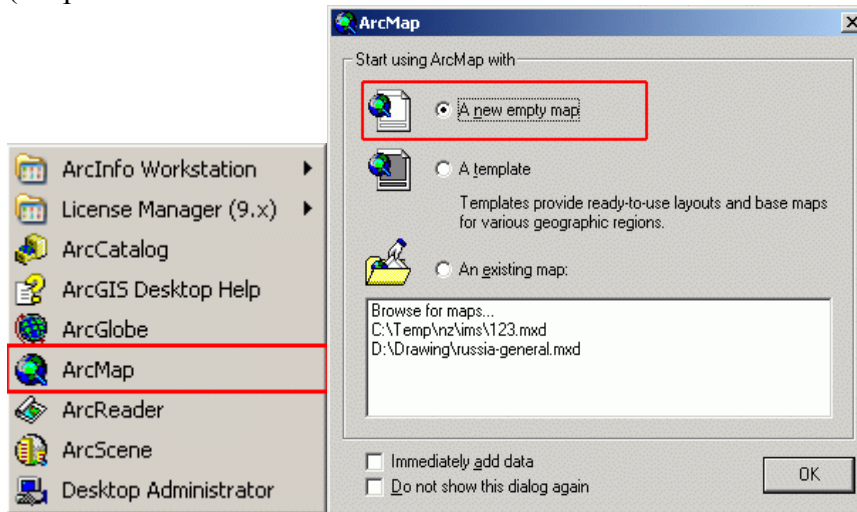 ArcInfo Workstation
License Manager (9.x)
ArcCatalog
ArcGIS Desktop Help
ArcGlobe
ArcMap
ArcReader
ArcScene
Desktop Administrator
ArcMap
Start using ArcMap with
A new empty map
A template
Templates provide ready-to-use layouts and base maps
for various geographic regions.
An existing map:
Browse for maps...
C:\Temp\nz\ims\123.mxd
D:\Drawing\russia-general.mxd
Immediately add data
Do not show this dialog again
OK